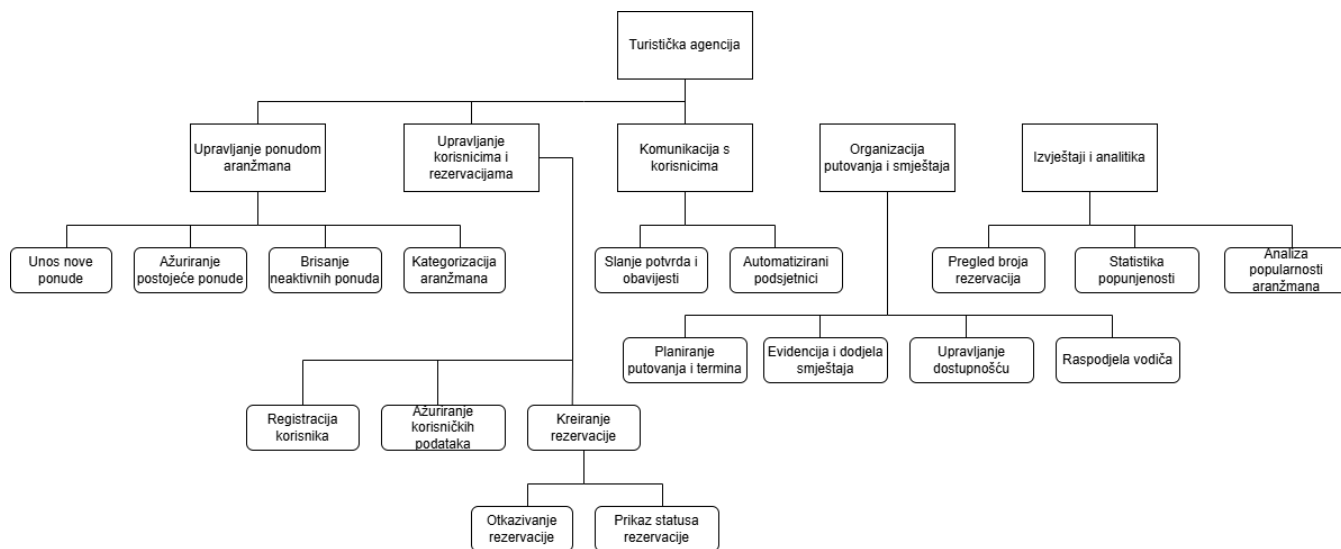 Turistička agencija
Upravljanje ponudom
aranžmana
Upravljanje
korisnicima i
rezervacijama
Komunikacija s
korisnicima
Organizacija
putovanja i smještaja
Izvještaji i analitika
Unos nove
ponude
Ažuriranje
postojeće ponude
Brisanje
neaktivnih ponuda
Kategorizacija
aranžmana
Slanje potvrda i
obavijesti
Automatizirani
podsjetnici
Pregled broja
rezervacija
Statistika
popunjenosti
Analiza
popularnosti
aranžmana
Planiranje
putovanja i termina
Evidencija i dodjela
smještaja
Upravljanje
dostupnošću
Raspodjela vodiča
Registracija
korisnika
Ažuriranje
korisničkih
podataka
Kreiranje
rezervacije
Otkazivanje
rezervacije
Prikaz statusa
rezervacije